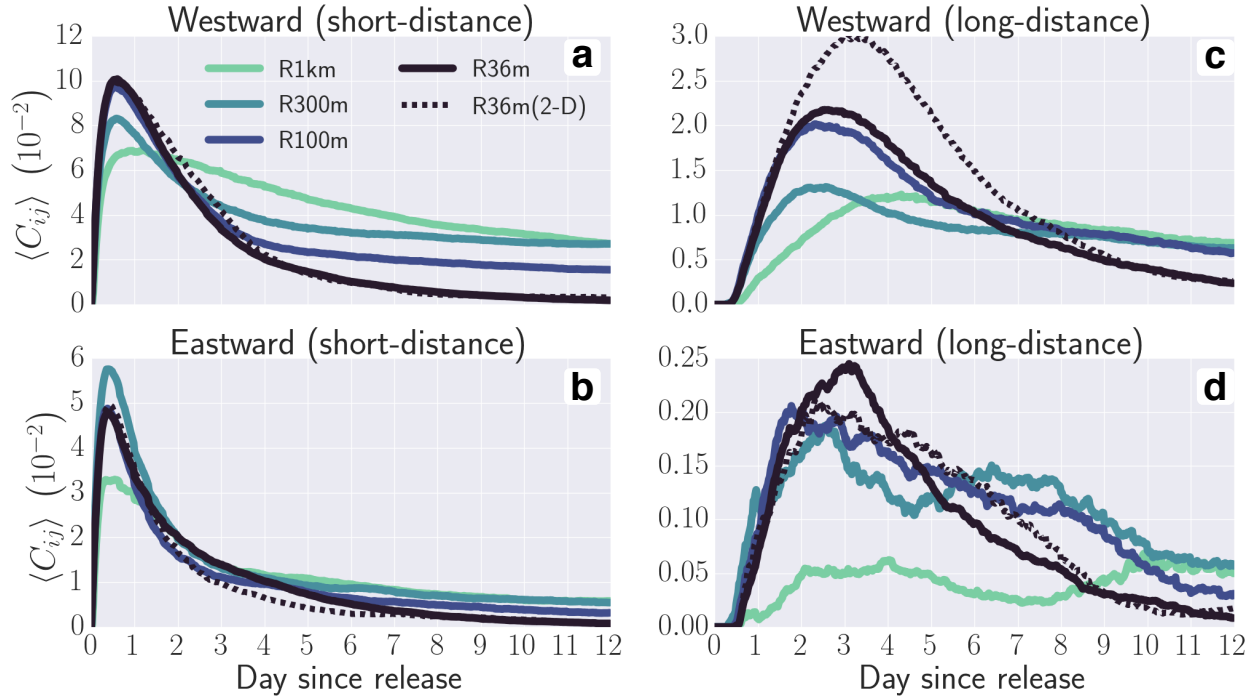 Westward (short-distance)
a
12
10
8
6
4
2
0
⟨C_ij⟩ (10⁻²)
R1km
R300m
R100m
R36m
R36m(2-D)
Westward (long-distance)
c
3.0
2.5
2.0
1.5
1.0
0.5
0.0
Eastward (short-distance)
b
6
5
4
3
2
1
0
⟨C_ij⟩ (10⁻²)
0 1 2 3 4 5 6 7 8 9 10 11 12
Day since release
Eastward (long-distance)
d
0.25
0.20
0.15
0.10
0.05
0.00
0 1 2 3 4 5 6 7 8 9 10 11 12
Day since release